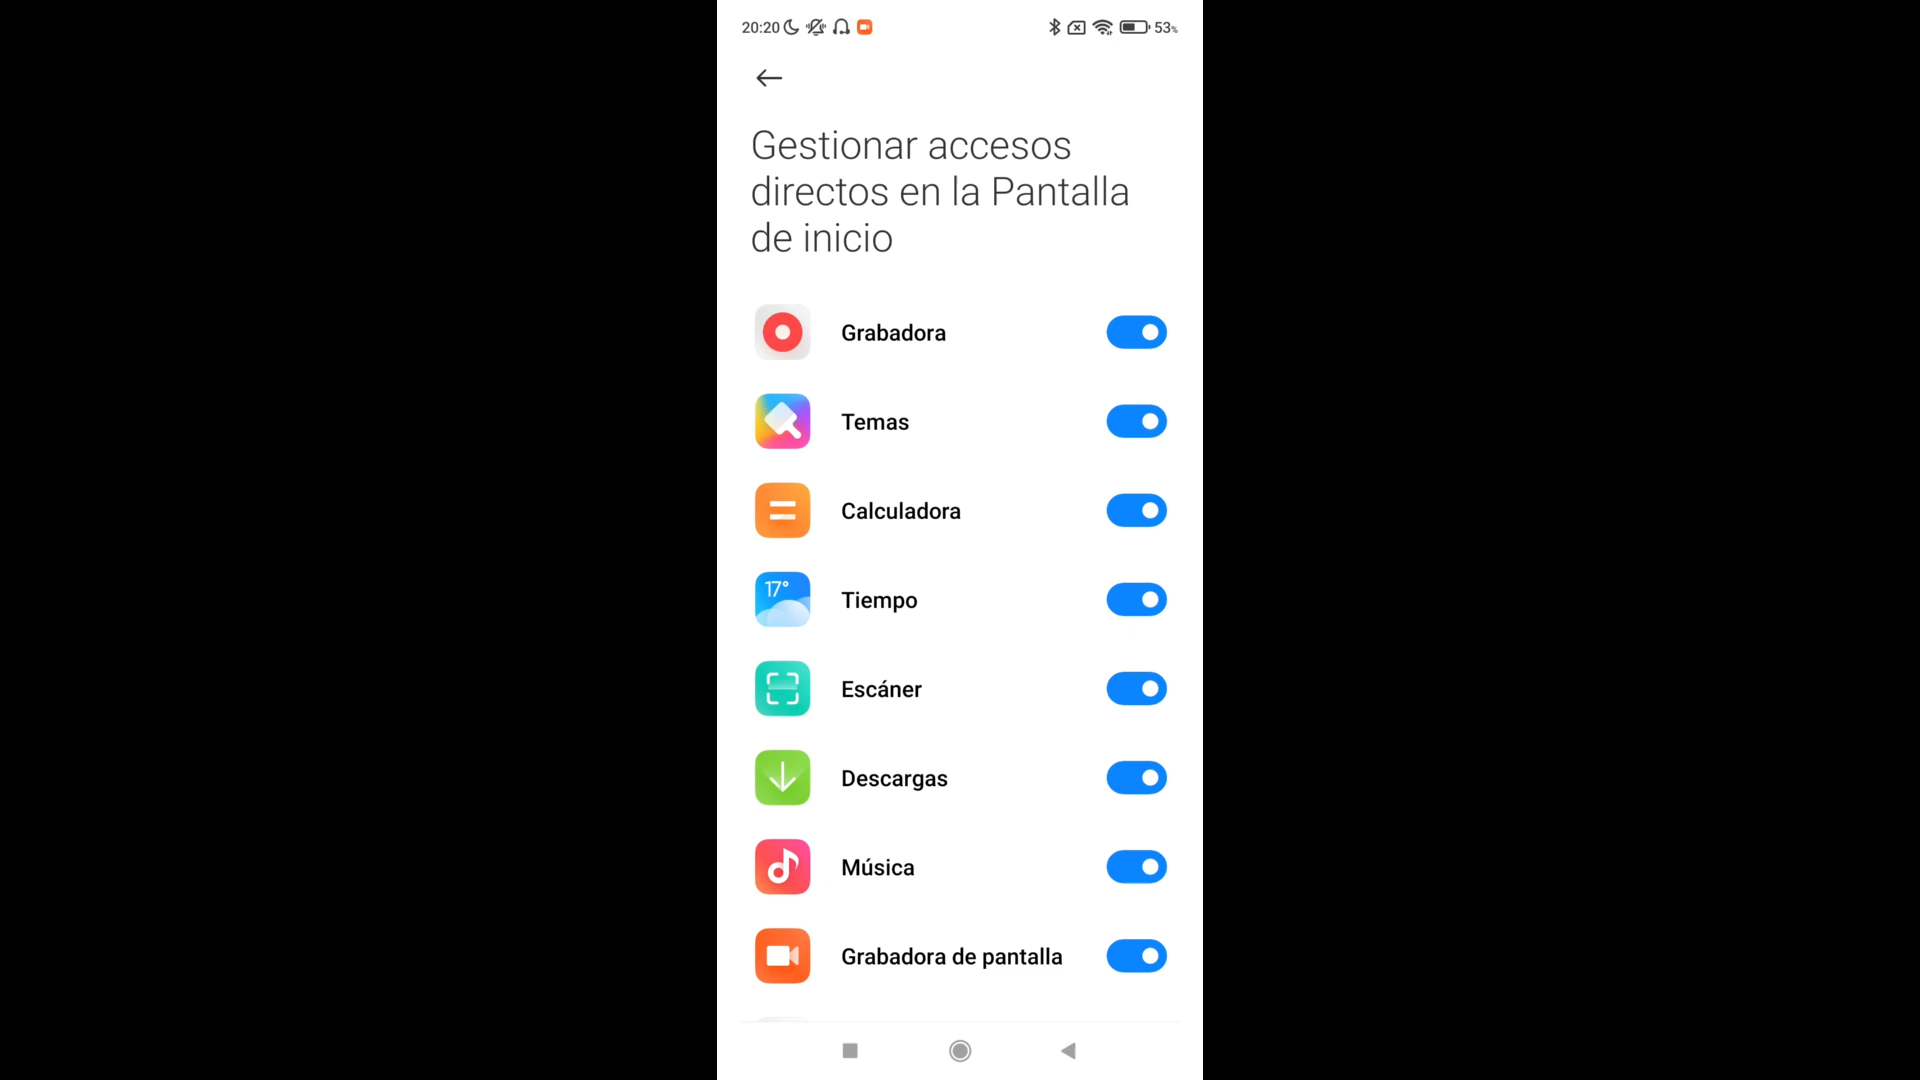 20:20 53%
Gestionar accesos
directos en la Pantalla
de inicio
Grabadora
Temas
Calculadora
17°
Tiempo
Escáner
Descargas
Música
Grabadora de pantalla